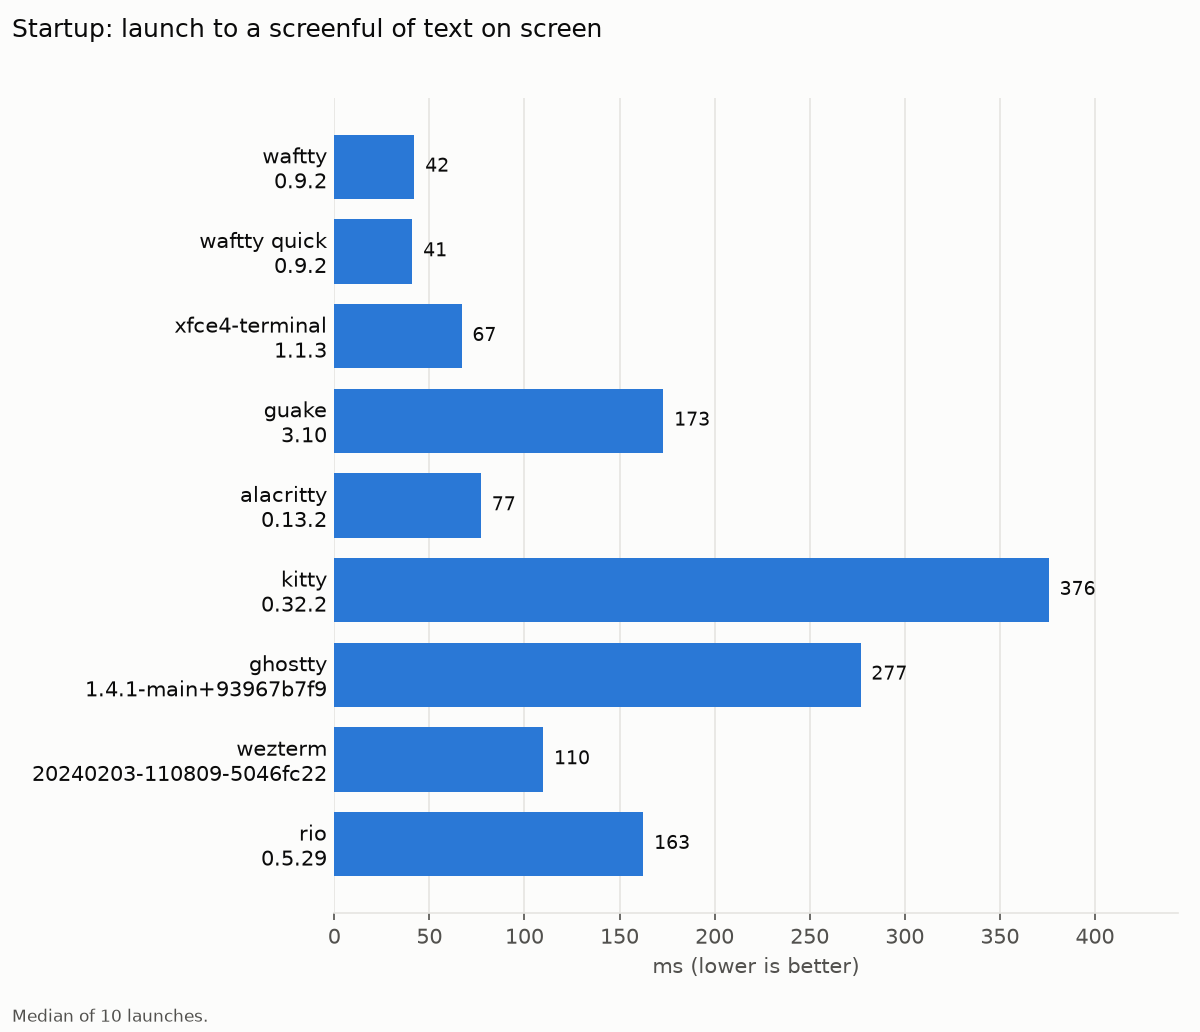 Startup: launch to a screenful of text on screen
waftty
0.9.2
42
waftty quick
0.9.2
41
xfce4-terminal
1.1.3
67
guake
3.10
173
alacritty
0.13.2
77
kitty
0.32.2
376
ghostty
1.4.1-main+93967b7f9
277
wezterm
20240203-110809-5046fc22
110
rio
0.5.29
163
0 50 100 150 200 250 300 350 400
ms (lower is better)
Median of 10 launches.